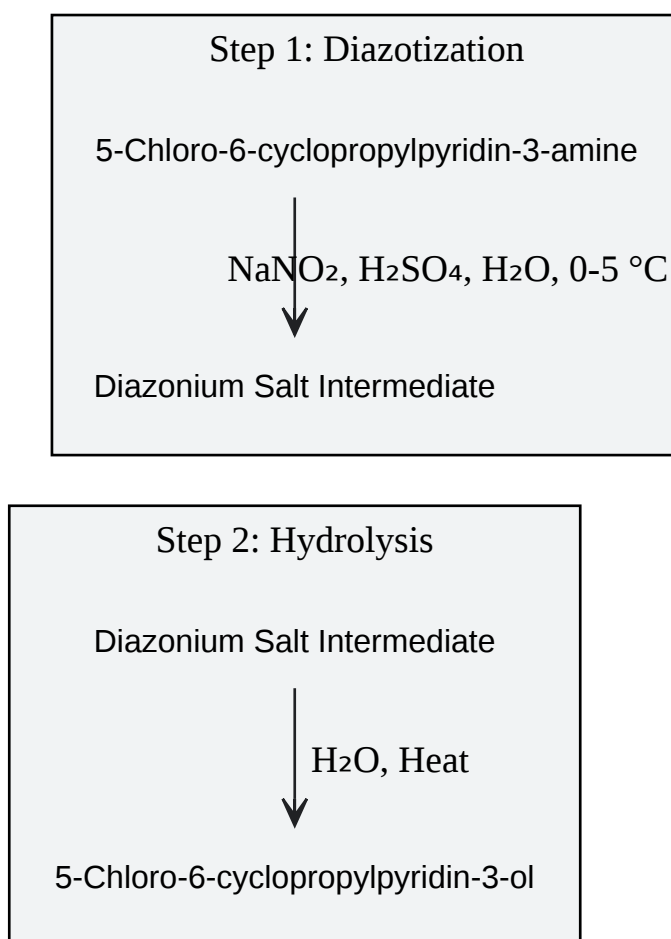 Step 1: Diazotization
5-Chloro-6-cyclopropylpyridin-3-amine
NaNO₂, H₂SO₄, H₂O, 0-5 °C
Diazonium Salt Intermediate
Step 2: Hydrolysis
Diazonium Salt Intermediate
H₂O, Heat
5-Chloro-6-cyclopropylpyridin-3-ol